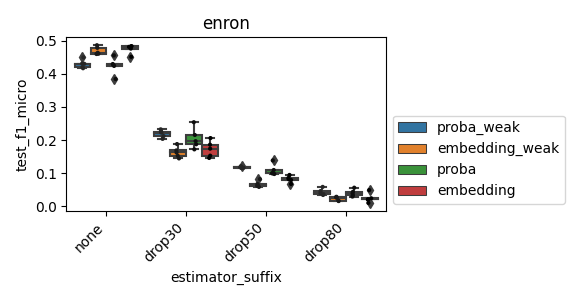 enron
test_f1_micro
0.5
0.4
0.3
0.2
0.1
0.0
none
drop30
drop50
drop80
estimator_suffix
proba_weak
embedding_weak
proba
embedding